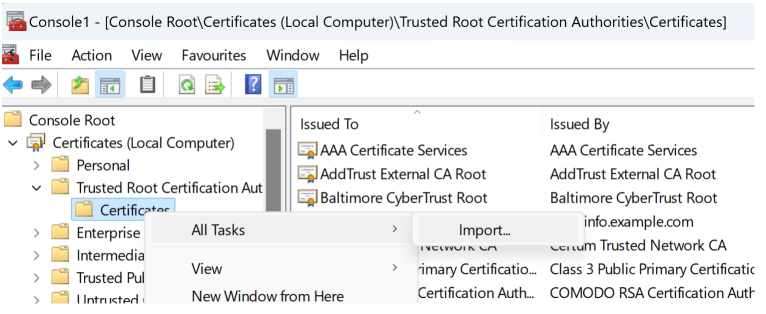 Console1 - [Console Root\Certificates (Local Computer)\Trusted Root Certification Authorities\Certificates]
File Action View Favourites Window Help
Console Root
Certificates (Local Computer)
Personal
Trusted Root Certification Aut
Certificates
Enterprise
Intermedia
Trusted Pul
Untrusted
Issued To Issued By
AAA Certificate Services AAA Certificate Services
AddTrust External CA Root AddTrust External CA Root
Baltimore CyberTrust Root Baltimore CyberTrust Root
info.example.com
Network CA Certum Trusted Network CA
rimary Certificatio... Class 3 Public Primary Certificatic
Certification Auth... COMODO RSA Certification Auth
All Tasks
Import...
View
New Window from Here